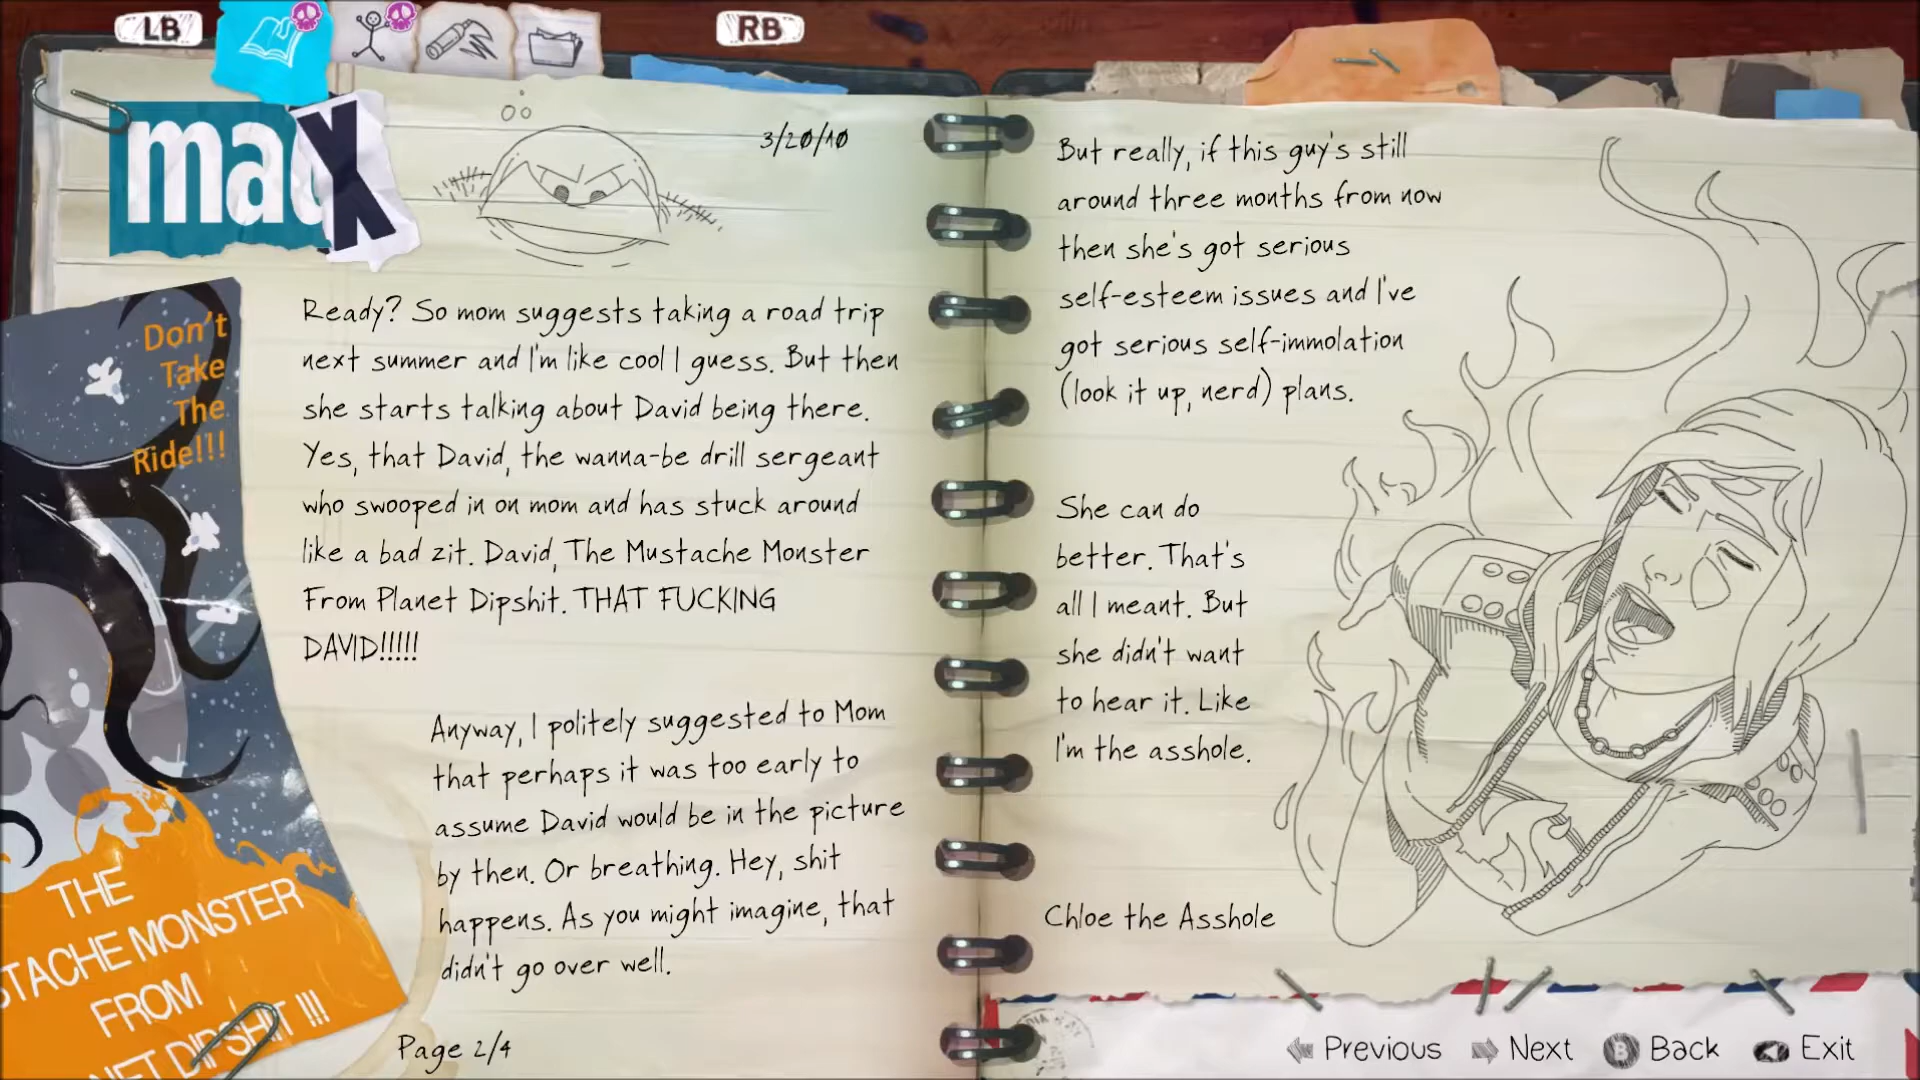 LB
RB
maX
3/20/10
Don't
Take
The
Ride!!!
Ready? So mom suggests taking a road trip
next summer and I'm like cool I guess. But then
she starts talking about David being there.
Yes, that David, the wanna-be drill sergeant
who swooped in on mom and has stuck around
like a bad zit. David, The Mustache Monster
From Planet Dipshit. THAT FUCKING
DAVID!!!!!
Anyway, I politely suggested to Mom
that perhaps it was too early to
assume David would be in the picture
by then. Or breathing. Hey, shit
happens. As you might imagine, that
didn't go over well.
THE
STACHE MONSTER
FROM
NET DIPSHIT !!!
Page 2/4
But really, if this guy's still
around three months from now
then she's got serious
self-esteem issues and I've
got serious self-immolation
(look it up, nerd) plans.
She can do
better. That's
all I meant. But
she didn't want
to hear it. Like
I'm the asshole.
Chloe the Asshole
Previous
Next
B Back
Exit